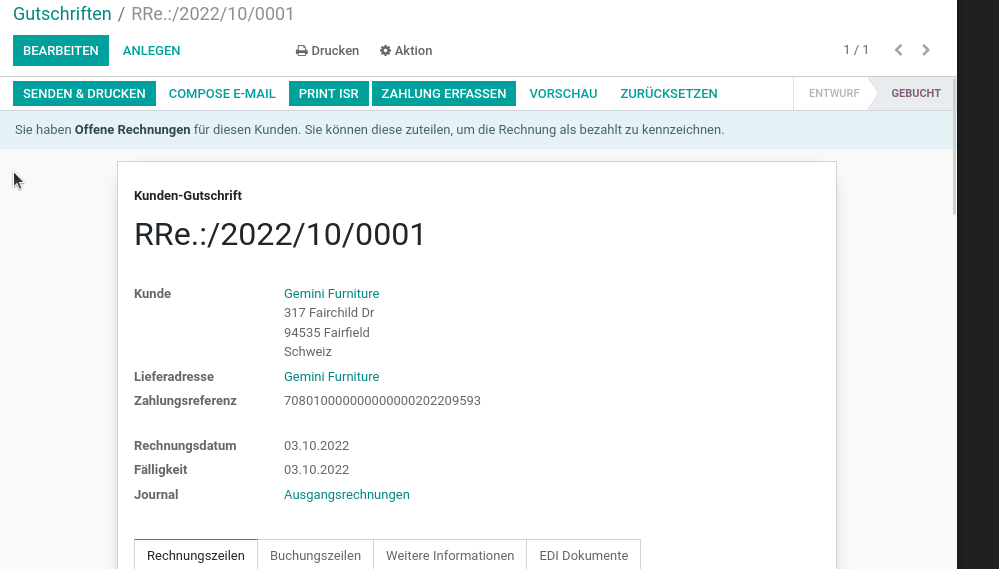 Gutschriften / RRe.:/2022/10/0001
BEARBEITEN ANLEGEN Drucken Aktion 1 / 1
SENDEN & DRUCKEN COMPOSE E-MAIL PRINT ISR ZAHLUNG ERFASSEN VORSCHAU ZURÜCKSETZEN ENTWURF GEBUCHT
Sie haben Offene Rechnungen für diesen Kunden. Sie können diese zuteilen, um die Rechnung als bezahlt zu kennzeichnen.
Kunden-Gutschrift
RRe.:/2022/10/0001
Kunde Gemini Furniture
317 Fairchild Dr
94535 Fairfield
Schweiz
Lieferadresse Gemini Furniture
Zahlungsreferenz 708010000000000000202209593
Rechnungsdatum 03.10.2022
Fälligkeit 03.10.2022
Journal Ausgangsrechnungen
Rechnungszeilen Buchungszeilen Weitere Informationen EDI Dokumente